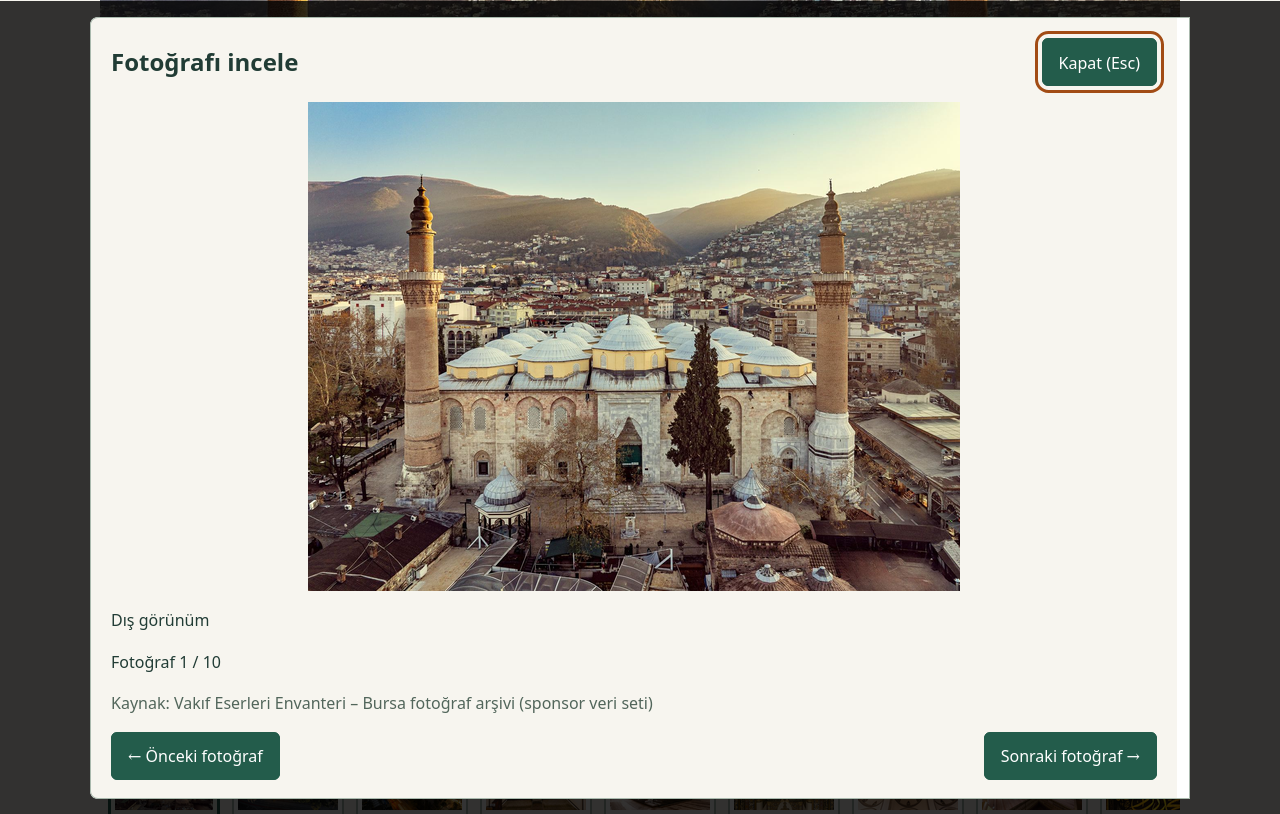 Fotoğrafı incele
Kapat (Esc)
Dış görünüm
Fotoğraf 1 / 10
Kaynak: Vakıf Eserleri Envanteri – Bursa fotoğraf arşivi (sponsor veri seti)
← Önceki fotoğraf
Sonraki fotoğraf →